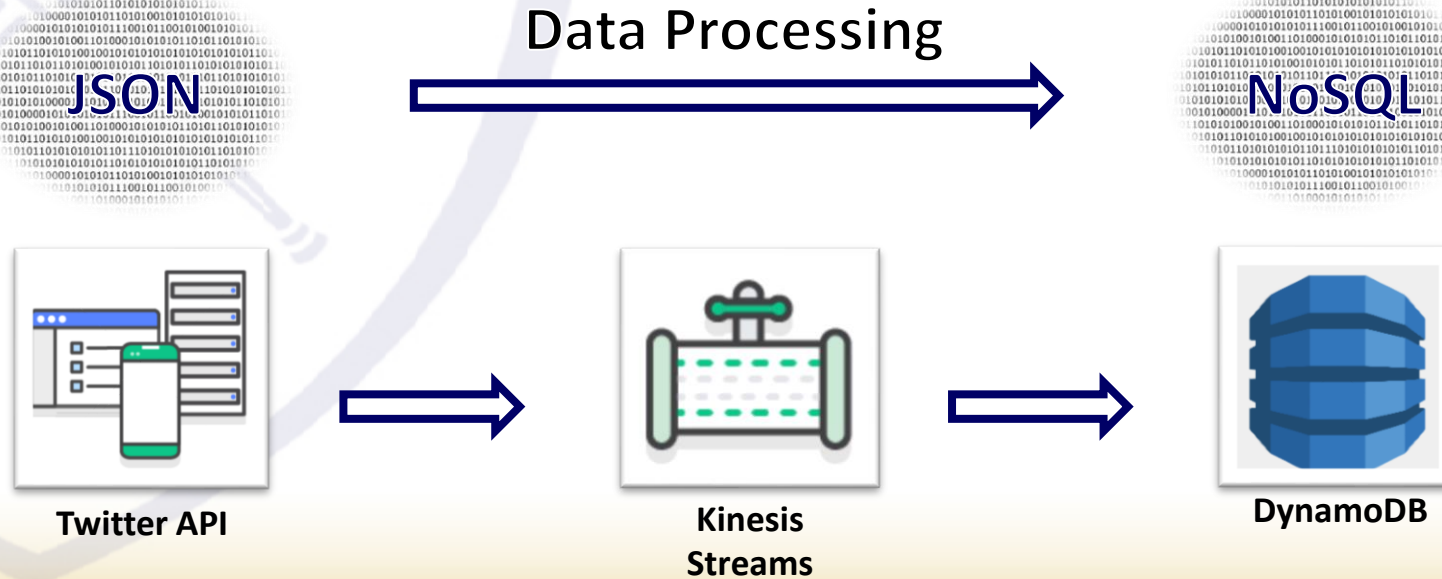 Data Processing
JSON
NoSQL
Twitter API
Kinesis
Streams
DynamoDB